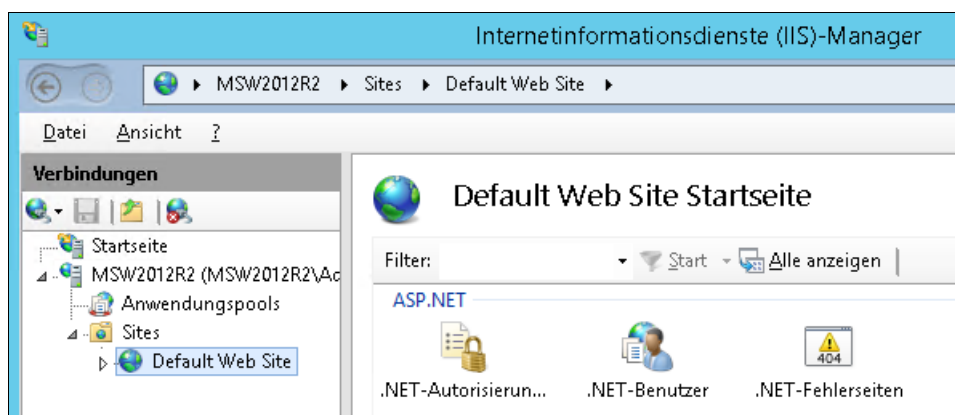 Internetinformationsdienste (IIS)-Manager
MSW2012R2 Sites Default Web Site
Datei Ansicht ?
Verbindungen
Default Web Site Startseite
Startseite
MSW2012R2 (MSW2012R2\Ac
Anwendungspools
Sites
Default Web Site
Filter: Start Alle anzeigen
ASP.NET
404
.NET-Autorisierun... .NET-Benutzer .NET-Fehlerseiten